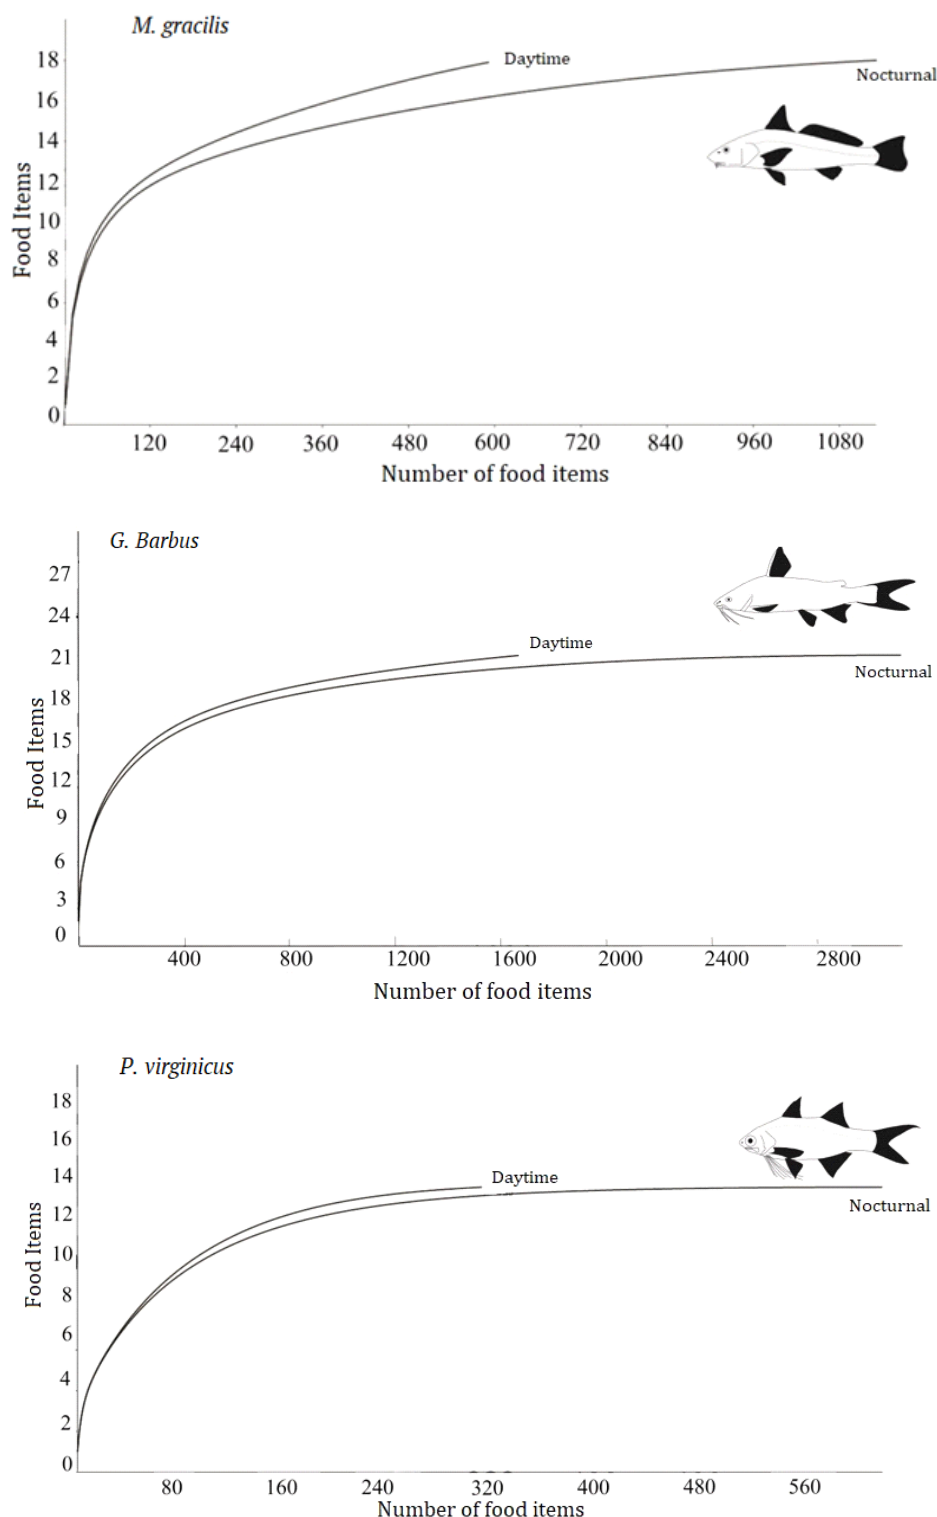 M. gracilis
18
16
14
12
10
8
6
4
2
0
Food Items
Daytime
Nocturnal
120 240 360 480 600 720 840 960 1080
Number of food items
G. Barbus
27
24
21
18
15
12
9
6
3
0
Food Items
Daytime
Nocturnal
400 800 1200 1600 2000 2400 2800
Number of food items
P. virginicus
18
16
14
12
10
8
6
4
2
0
Food Items
Daytime
Nocturnal
80 160 240 320 400 480 560
Number of food items